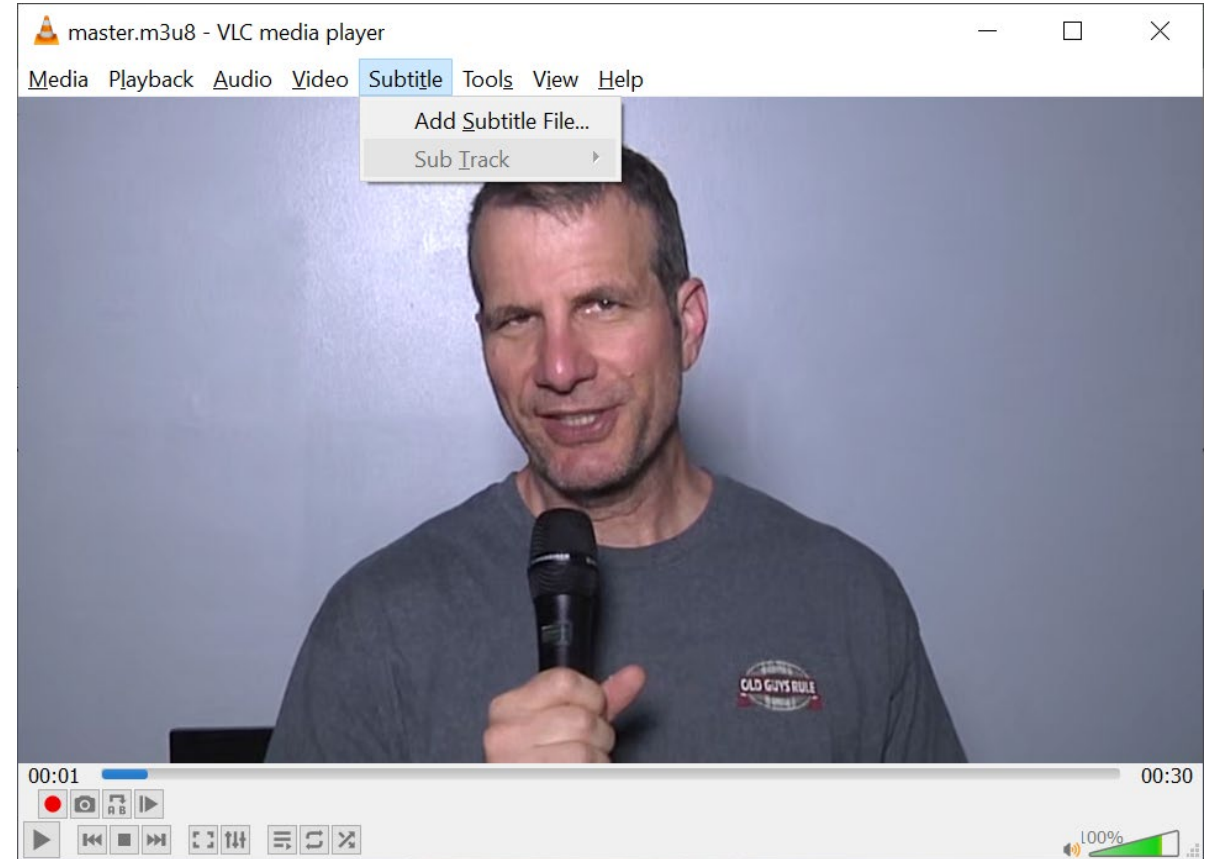 master.m3u8 - VLC media player
Media Playback Audio Video Subtitle Tools View Help
Add Subtitle File...
Sub Track
OLD GUYS RULE
00:01
00:30
A B
100%